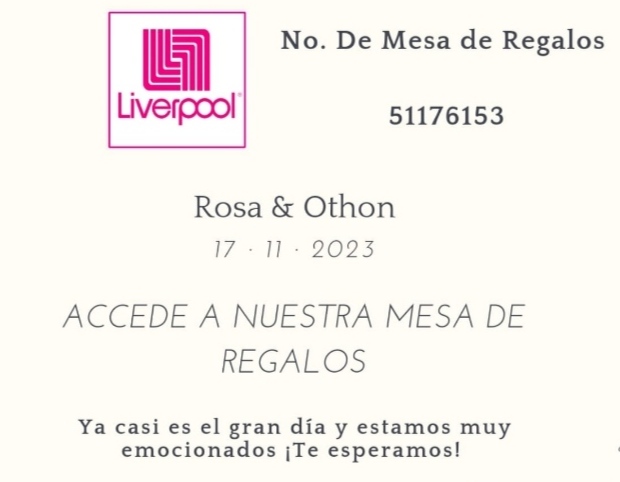 No. De Mesa de Regalos
Liverpool
51176153
Rosa & Othon
17 · 11 · 2023
ACCEDE A NUESTRA MESA DE
REGALOS
Ya casi es el gran día y estamos muy
emocionados ¡Te esperamos!